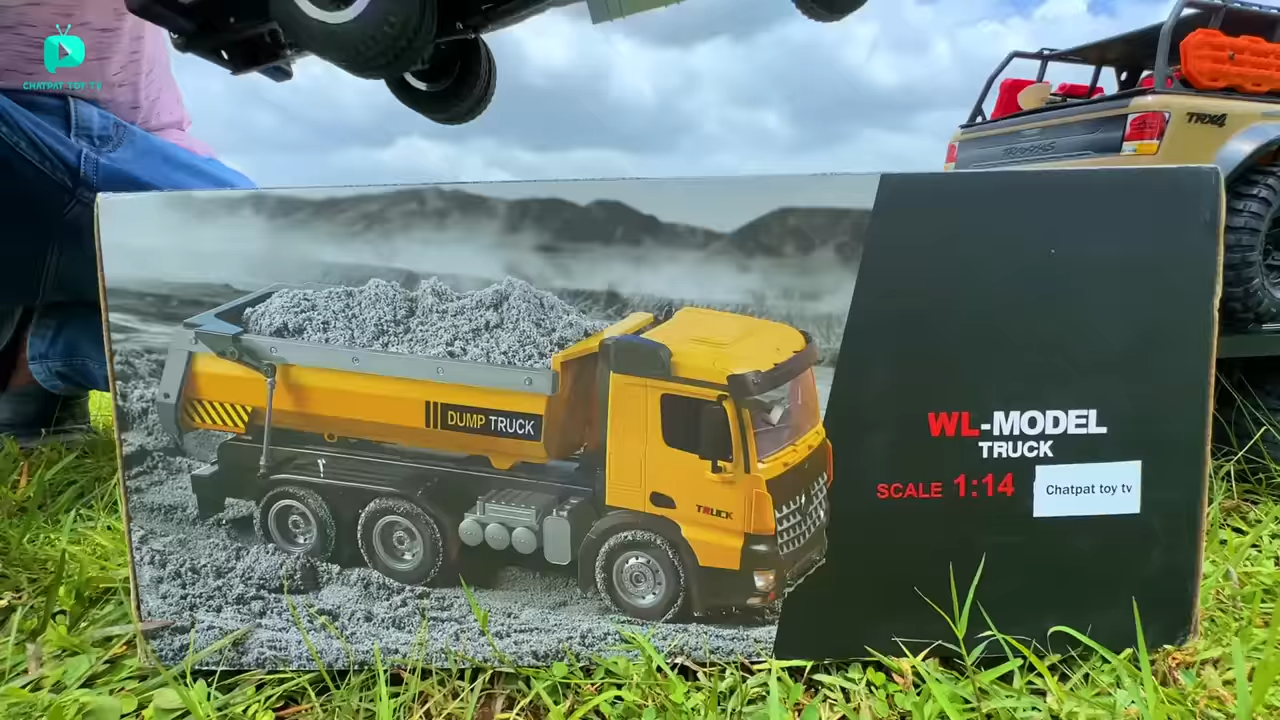 CHATPAT TOY TV
TRX4
TRAXXAS
DUMP TRUCK
TRUCK
WL-MODEL
TRUCK
SCALE 1:14
Chatpat toy tv